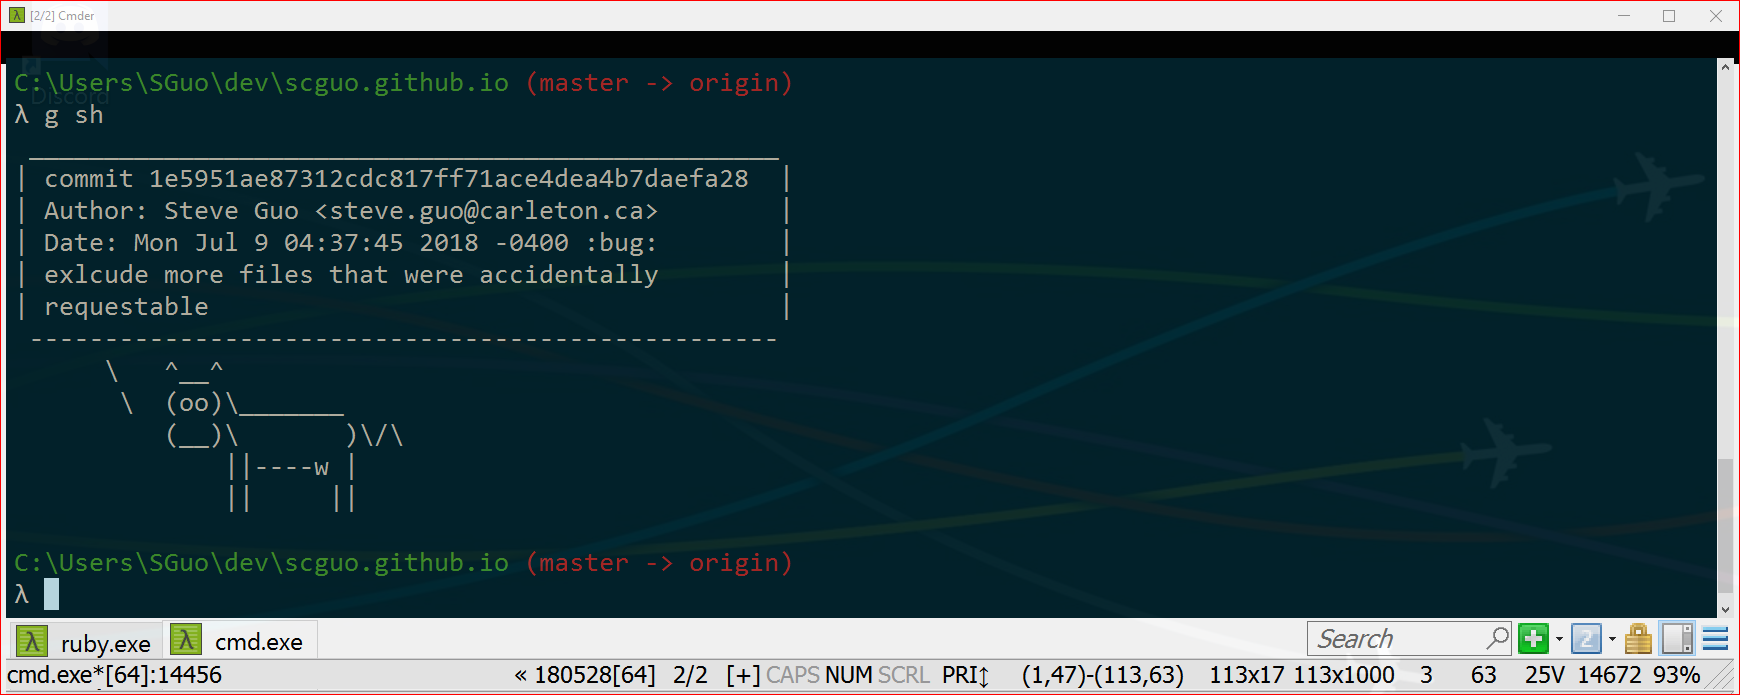 [2/2] Cmder
C:\Users\SGuo\dev\scguo.github.io (master -> origin)
Discord
λ g sh
 __________________________________________________
| commit 1e5951ae87312cdc817ff71ace4dea4b7daefa28  |
| Author: Steve Guo <steve.guo@carleton.ca>        |
| Date: Mon Jul 9 04:37:45 2018 -0400 :bug:        |
| exlcude more files that were accidentally        |
| requestable                                      |
 --------------------------------------------------
      \   ^__^
       \  (oo)\_______
          (__)\       )\/\
              ||----w |
              ||     ||
C:\Users\SGuo\dev\scguo.github.io (master -> origin)
λ
λ ruby.exe λ cmd.exe Search 2
cmd.exe*[64]:14456 « 180528[64] 2/2 [+] CAPS NUM SCRL PRI↕ (1,47)-(113,63) 113x17 113x1000 3 63 25V 14672 93%